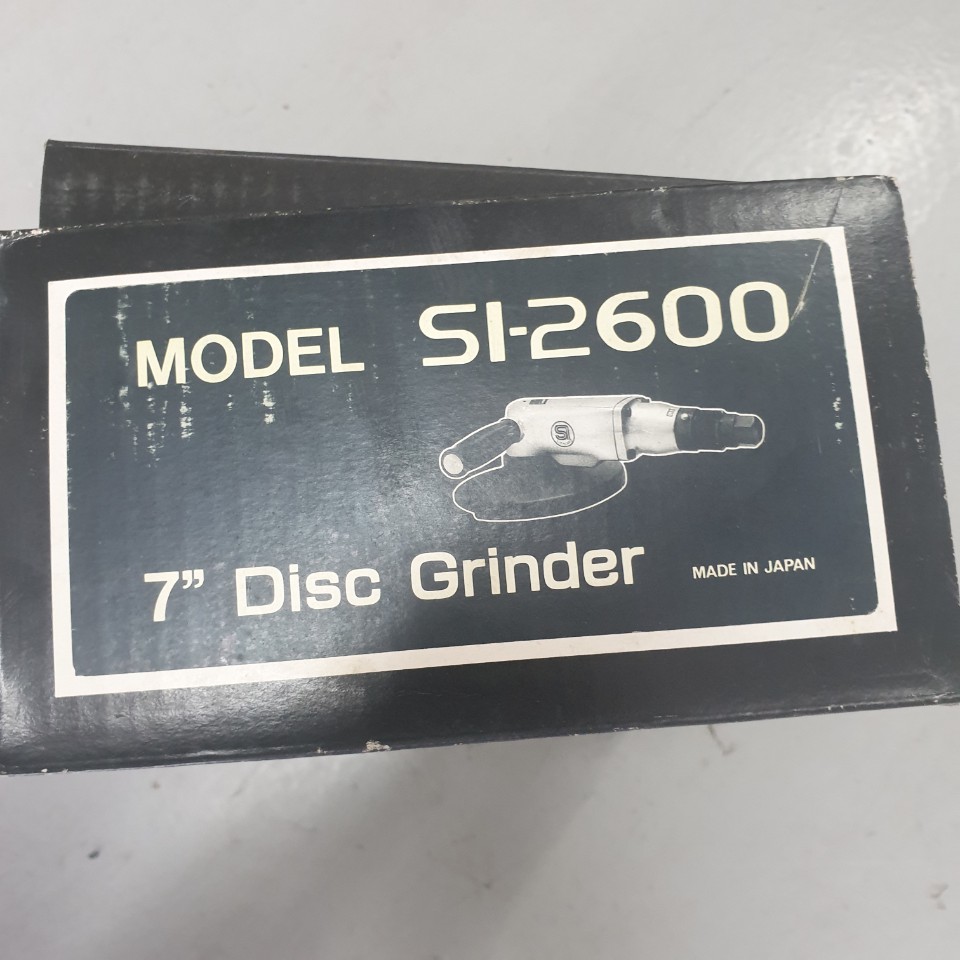 MODEL SI-2600
7” Disc Grinder
MADE IN JAPAN